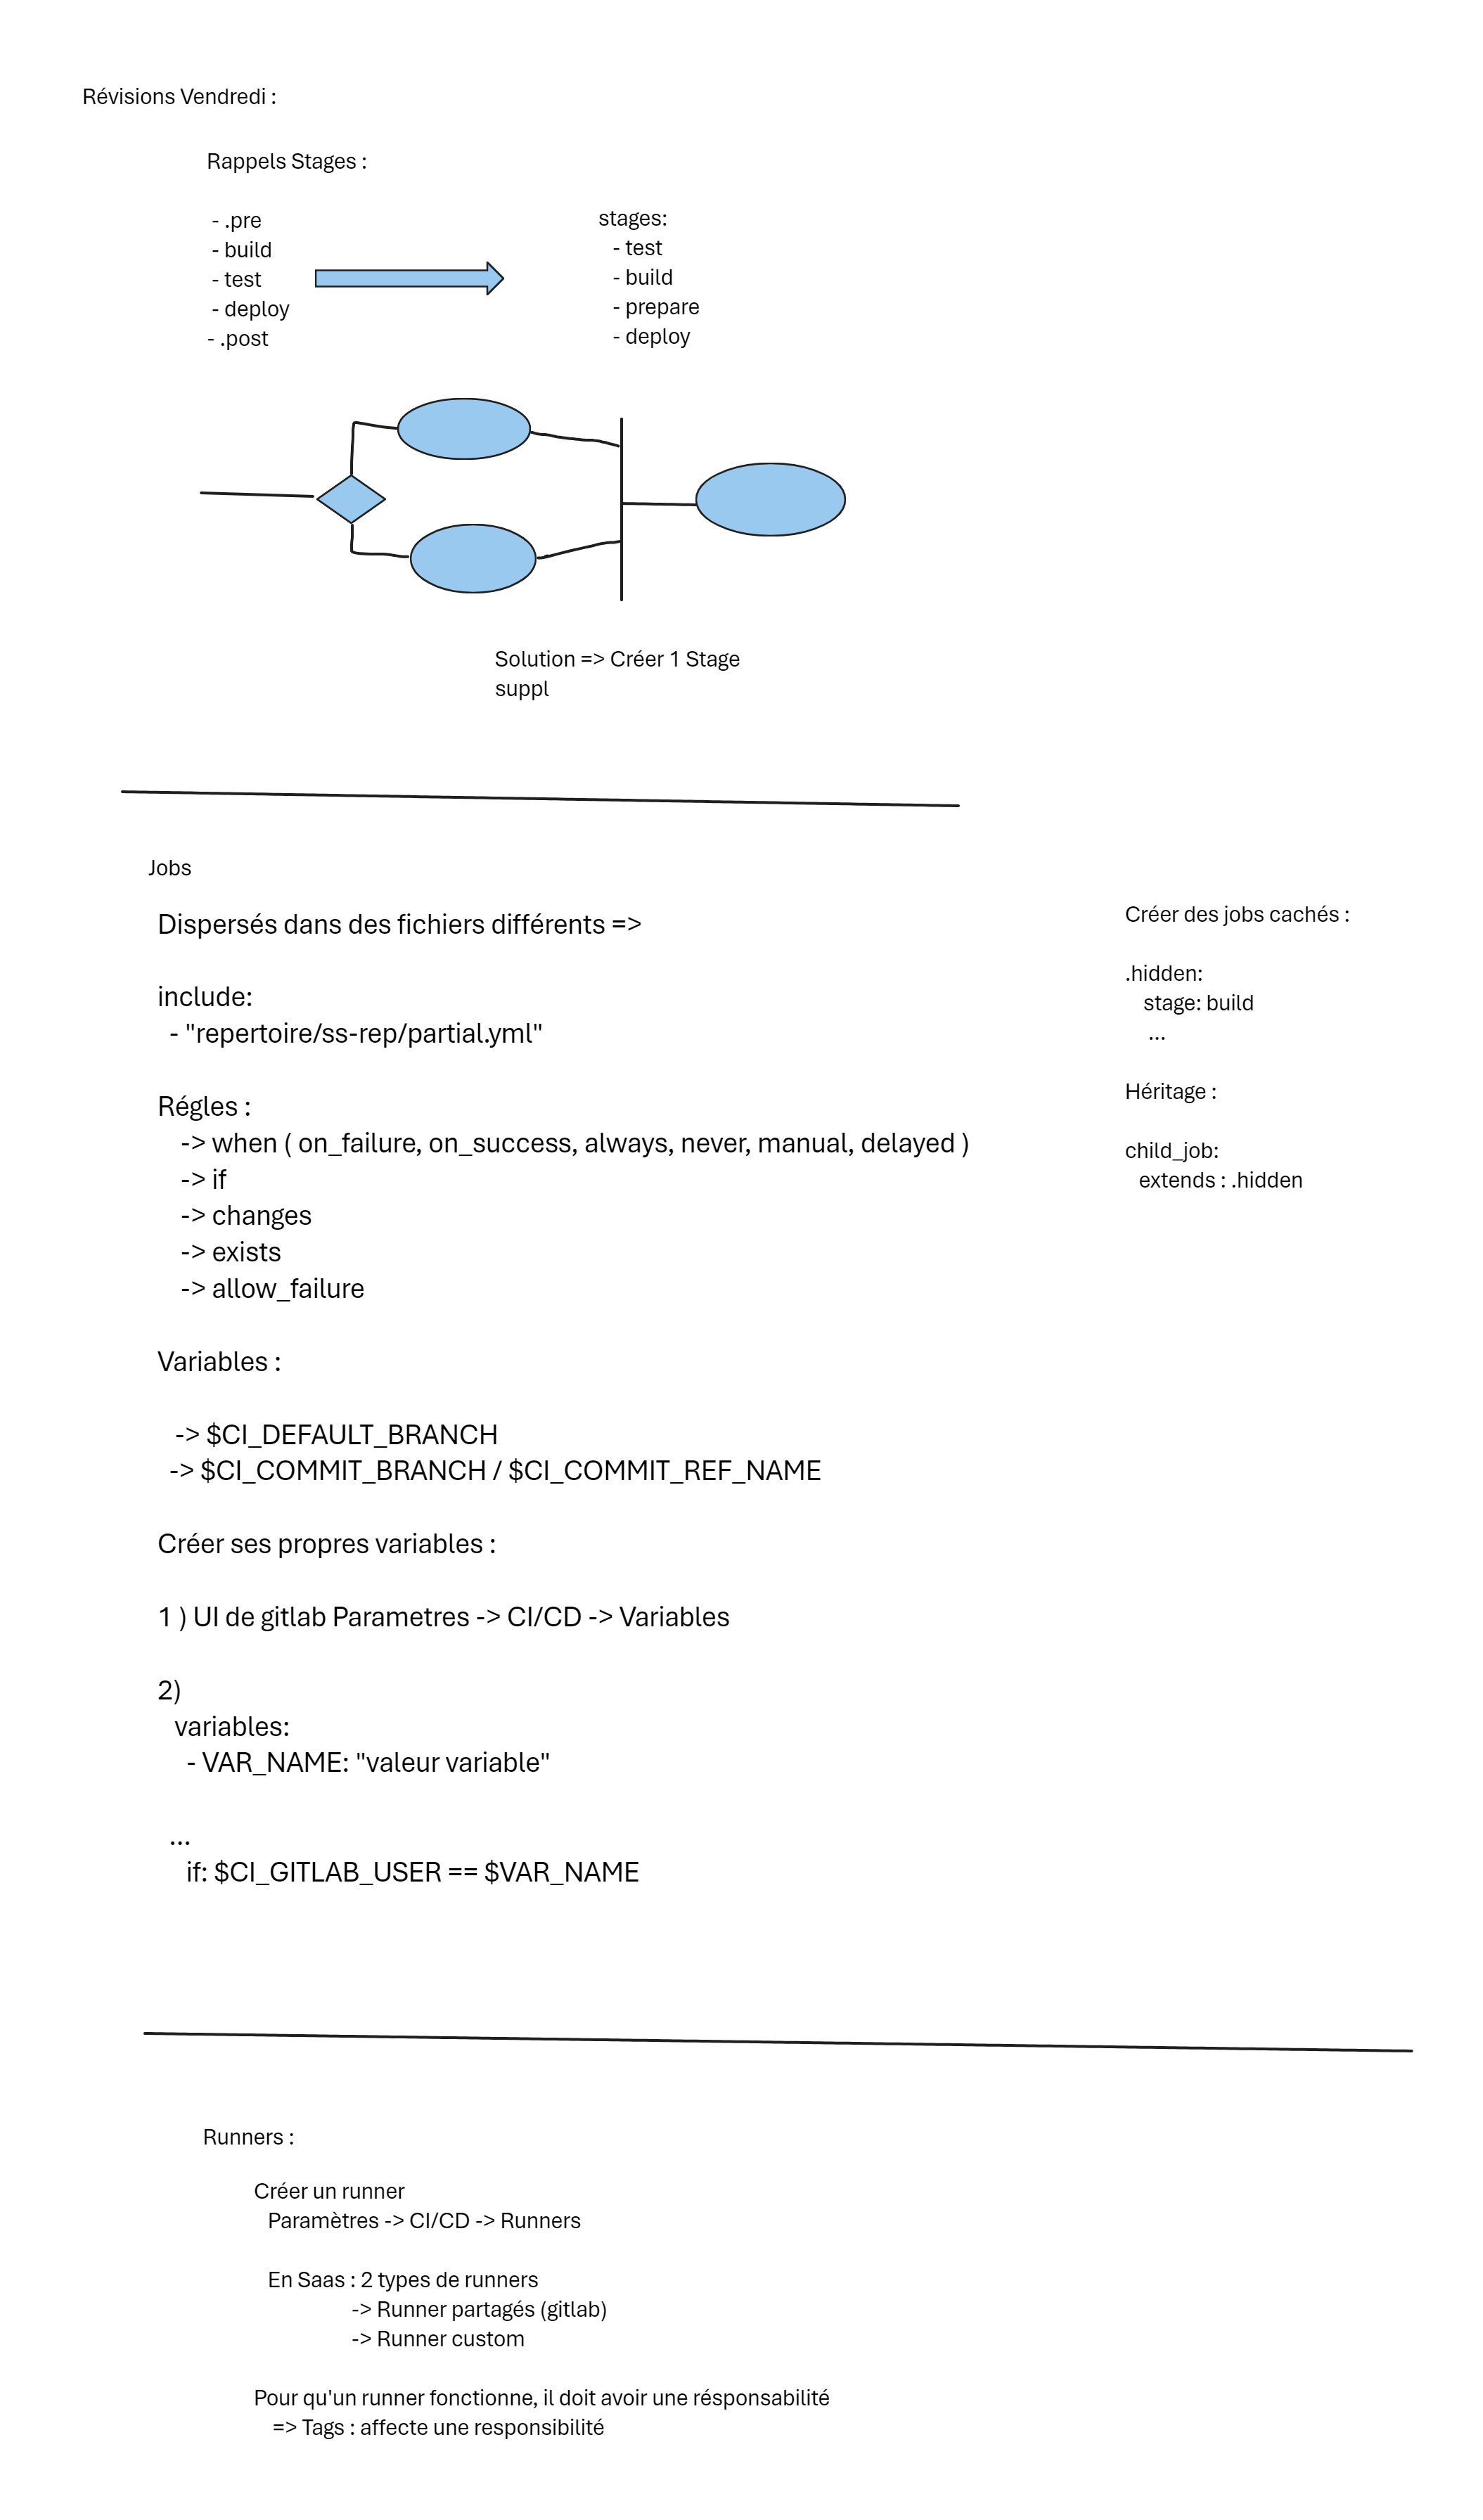 Révisions Vendredi :
Rappels Stages :
- .pre
- build
- test
- deploy
- .post
stages:
- test
- build
- prepare
- deploy
Solution => Créer 1 Stage
suppl
Jobs
Dispersés dans des fichiers différents =>
include:
- "repertoire/ss-rep/partial.yml"
Régles :
-> when ( on_failure, on_success, always, never, manual, delayed )
-> if
-> changes
-> exists
-> allow_failure
Variables :
-> $CI_DEFAULT_BRANCH
-> $CI_COMMIT_BRANCH / $CI_COMMIT_REF_NAME
Créer ses propres variables :
1 ) UI de gitlab Parametres -> CI/CD -> Variables
2)
variables:
- VAR_NAME: "valeur variable"
...
if: $CI_GITLAB_USER == $VAR_NAME
Créer des jobs cachés :
.hidden:
stage: build
...
Héritage :
child_job:
extends : .hidden
Runners :
Créer un runner
Paramètres -> CI/CD -> Runners
En Saas : 2 types de runners
-> Runner partagés (gitlab)
-> Runner custom
Pour qu'un runner fonctionne, il doit avoir une résponsabilité
=> Tags : affecte une responsibilité